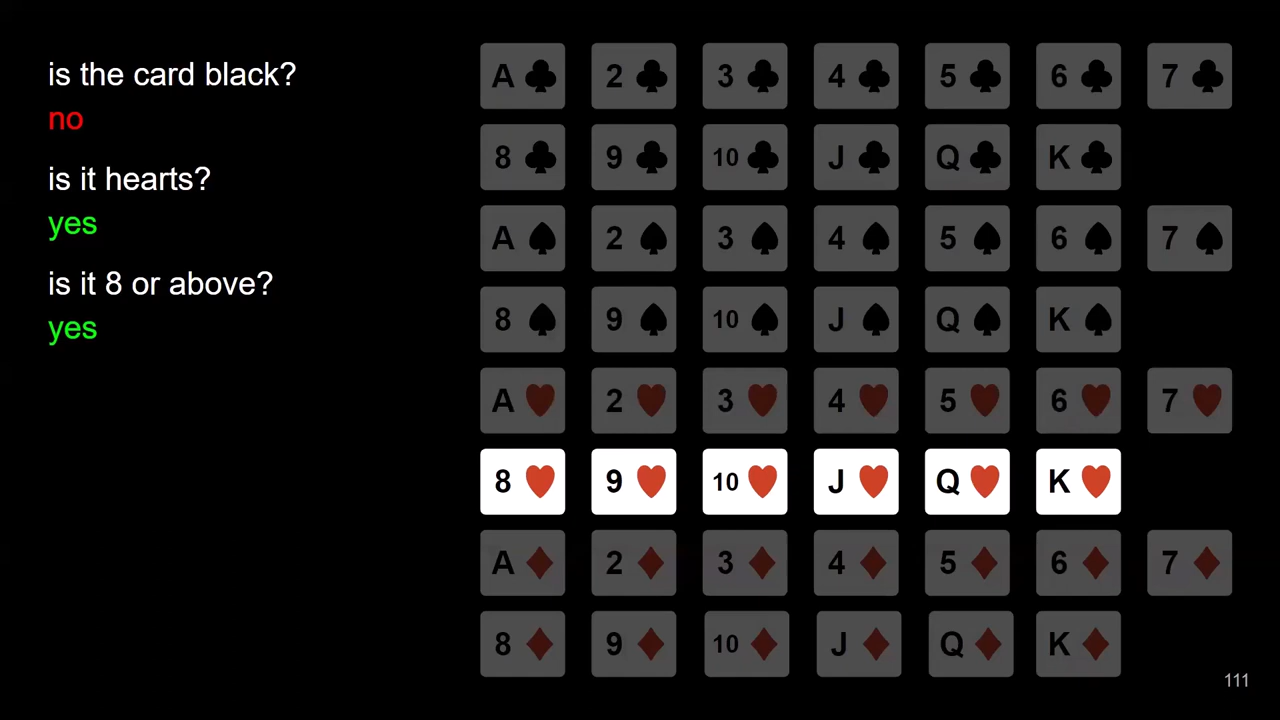 is the card black?
no
is it hearts?
yes
is it 8 or above?
yes
A 2 3 4 5 6 7
8 9 10 J Q K
A 2 3 4 5 6 7
8 9 10 J Q K
A 2 3 4 5 6 7
8 9 10 J Q K
A 2 3 4 5 6 7
8 9 10 J Q K
111